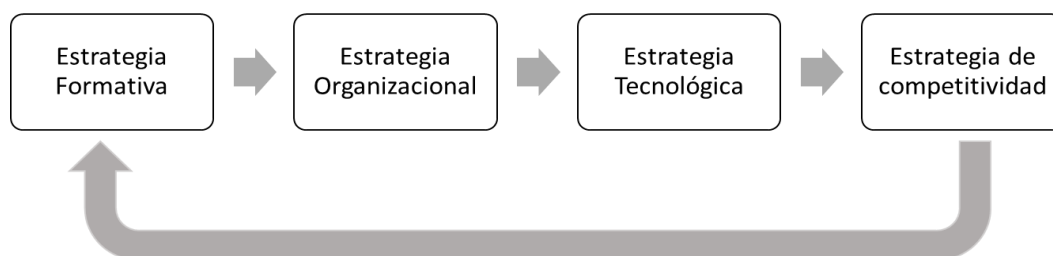 Estrategia
Formativa
Estrategia
Organizacional
Estrategia
Tecnológica
Estrategia de
competitividad